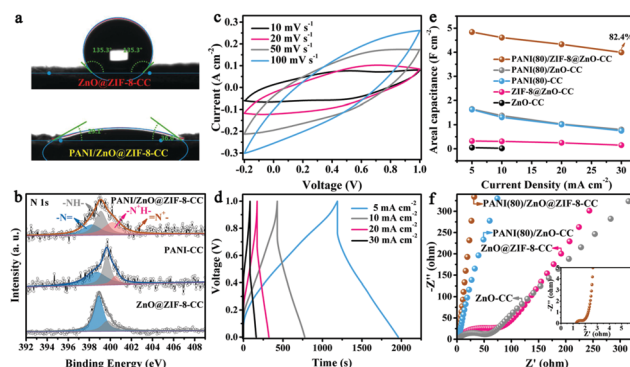 a
135.3°
135.3°
ZnO@ZIF-8-CC
PANI/ZnO@ZIF-8-CC
b
N 1s
PANI/ZnO@ZIF-8-CC
-NH-
-N=
-N⁺H-
=N⁺-
PANI-CC
ZnO@ZIF-8-CC
Intensity (a. u.)
392 394 396 398 400 402 404 406 408
Binding Energy (eV)
c
10 mV s⁻¹
20 mV s⁻¹
50 mV s⁻¹
100 mV s⁻¹
0.3
0.2
0.1
0.0
-0.1
-0.2
-0.3
Current (A cm⁻²)
-0.2 0.0 0.2 0.4 0.6 0.8 1.0
Voltage (V)
d
5 mA cm⁻²
10 mA cm⁻²
20 mA cm⁻²
30 mA cm⁻²
1.0
0.8
0.6
0.4
0.2
0.0
Voltage (V)
0 500 1000 1500 2000
Time (s)
e
82.4%
PANI(80)/ZIF-8@ZnO-CC
PANI(80)/ZnO-CC
PANI(80)-CC
ZIF-8@ZnO-CC
ZnO-CC
5
4
3
2
1
0
Areal capacitance (F cm⁻²)
5 10 15 20 25 30
Current Density (mA cm⁻²)
f
PANI(80)/ZnO@ZIF-8-CC
PANI(80)/ZnO-CC
ZnO@ZIF-8-CC
ZnO-CC
300
250
200
150
100
50
0
-Z'' (ohm)
0 50 100 150 200 250 300
Z' (ohm)
-Z'' (ohm)
Z' (ohm)